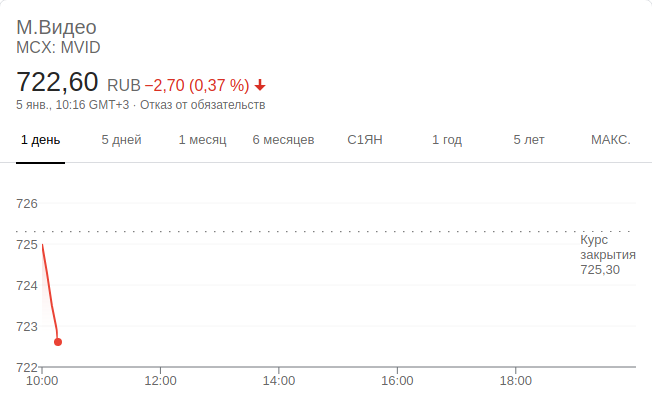 М.Видео
MCX: MVID
722,60 RUB −2,70 (0,37 %)
5 янв., 10:16 GMT+3 · Отказ от обязательств
1 день 5 дней 1 месяц 6 месяцев С1ЯН 1 год 5 лет МАКС.
726
725
724
723
722
Курс
закрытия
725,30
10:00 12:00 14:00 16:00 18:00